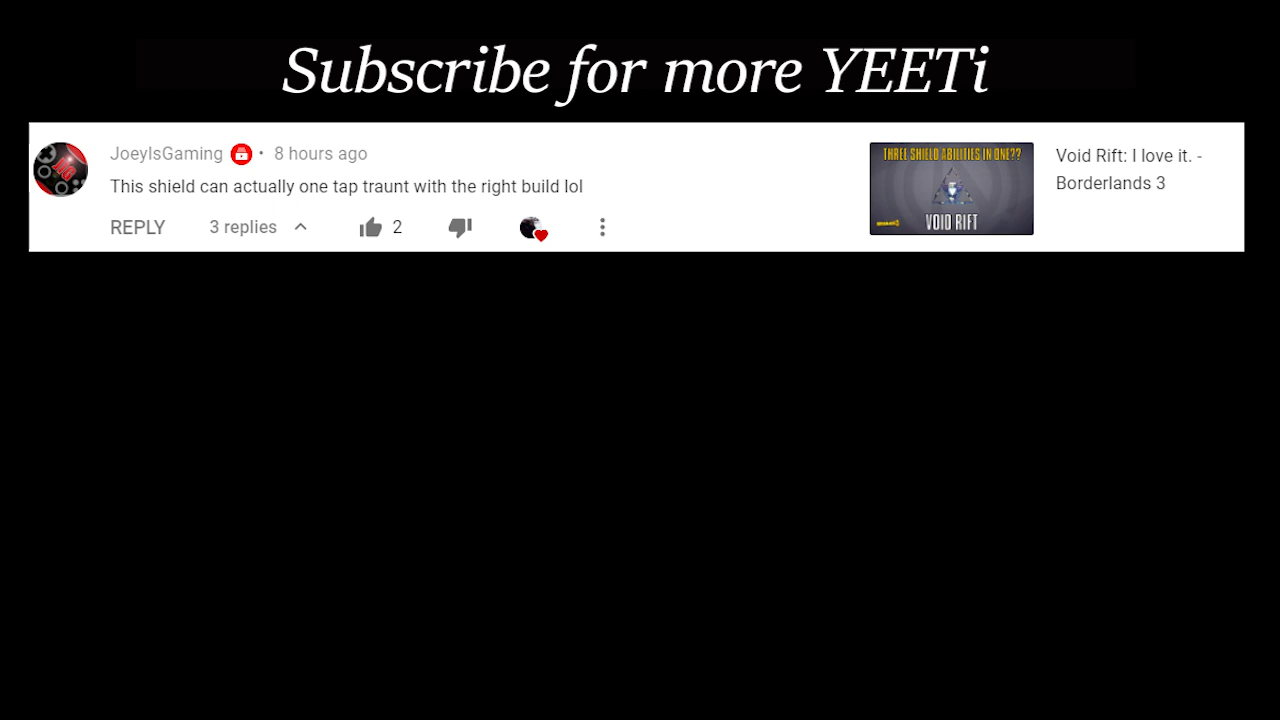 Subscribe for more YEETi
JoeyIsGaming • 8 hours ago
This shield can actually one tap traunt with the right build lol
REPLY 3 replies 2
THREE SHIELD ABILITIES IN ONE??
VOID RIFT
Void Rift: I love it. -
Borderlands 3